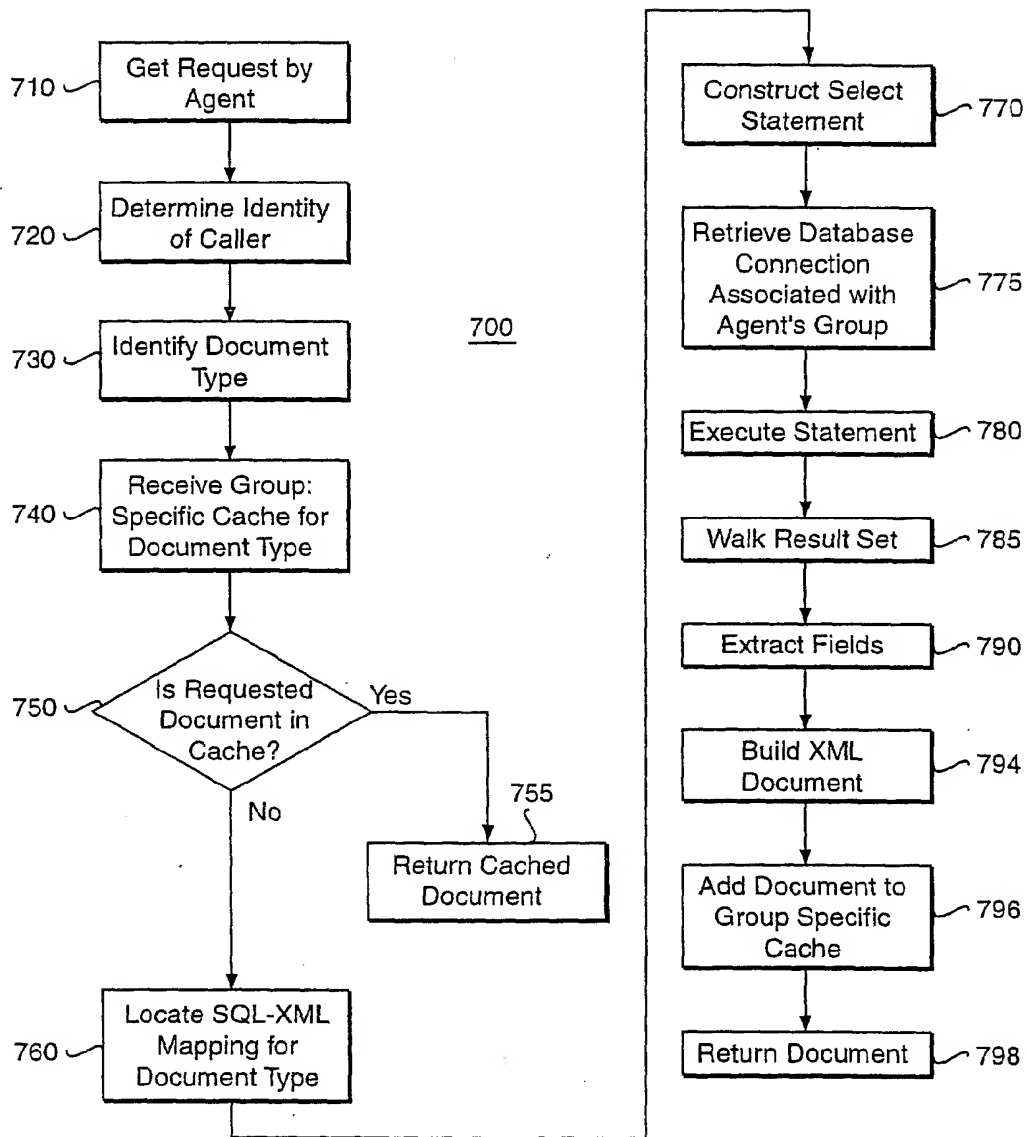 710
Get Request by
Agent
720
Determine Identity
of Caller
730
Identify Document
Type
740
Receive Group:
Specific Cache for
Document Type
750
Is Requested
Document in
Cache?
Yes
No
755
Return Cached
Document
760
Locate SQL-XML
Mapping for
Document Type
700
Construct Select
Statement
770
Retrieve Database
Connection
Associated with
Agent's Group
775
Execute Statement
780
Walk Result Set
785
Extract Fields
790
Build XML
Document
794
Add Document to
Group Specific
Cache
796
Return Document
798